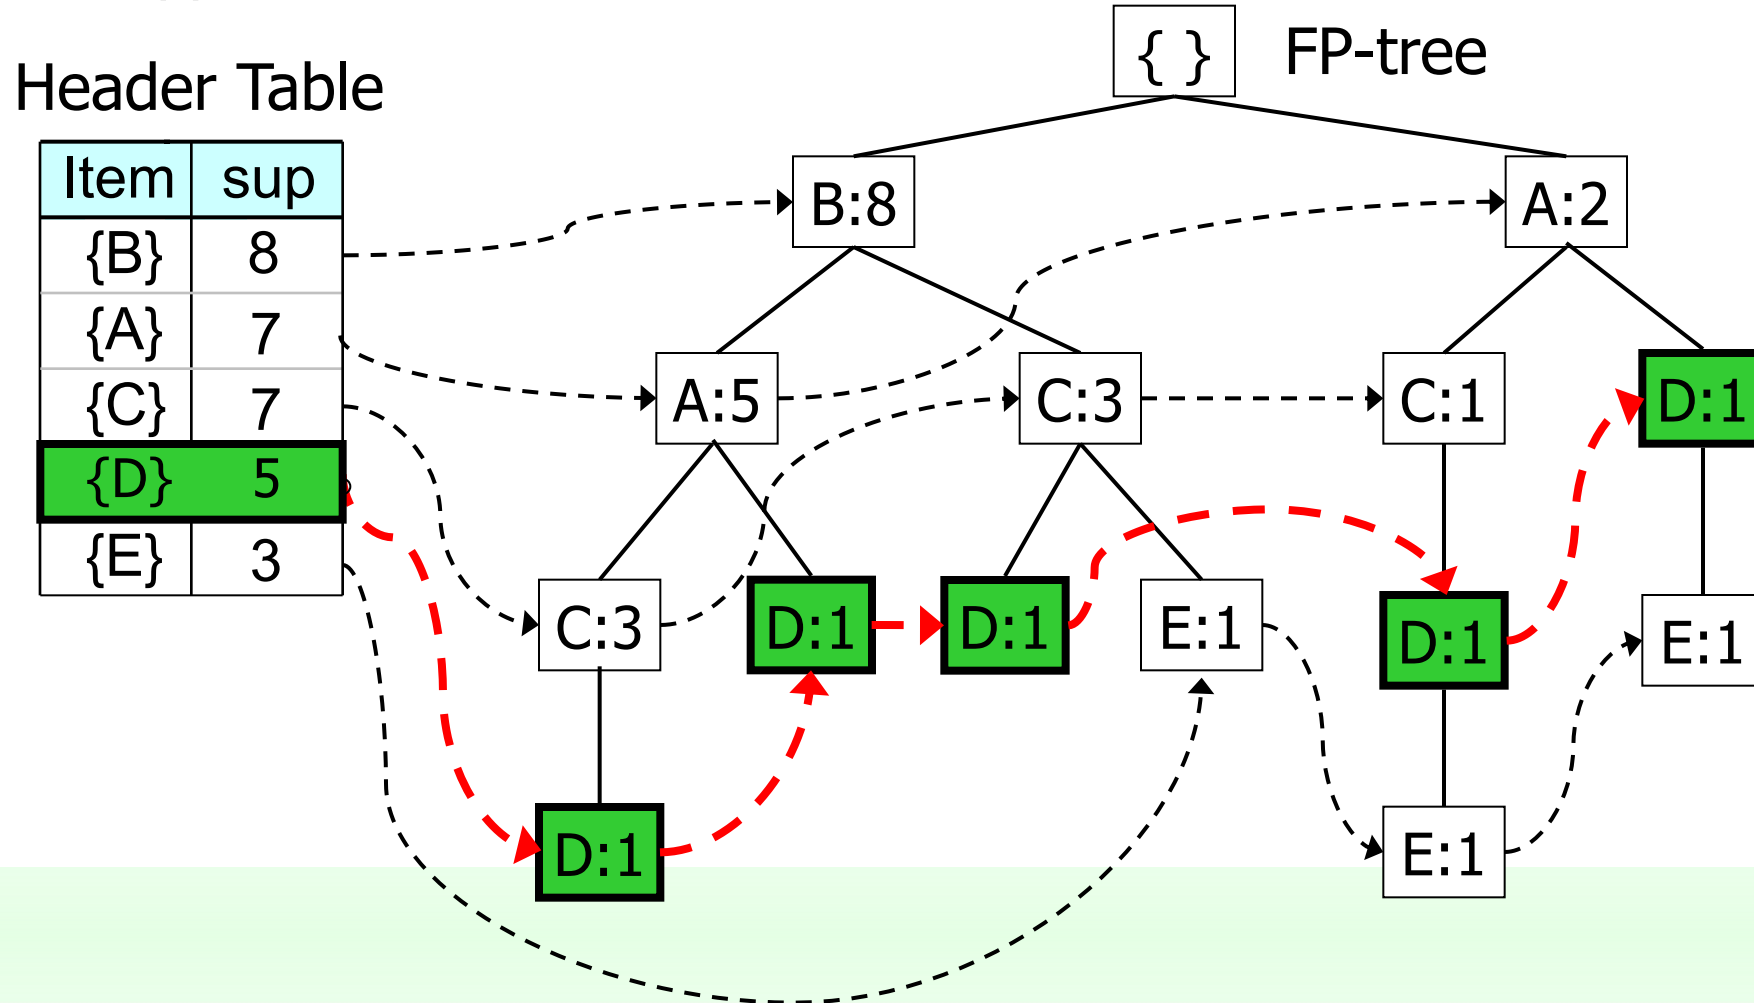 { } FP-tree
Header Table
Item sup
{B} 8
{A} 7
{C} 7
{D} 5
{E} 3
B:8 A:2
A:5 C:3 C:1 D:1
C:3 D:1 D:1 E:1 D:1 E:1
D:1 E:1